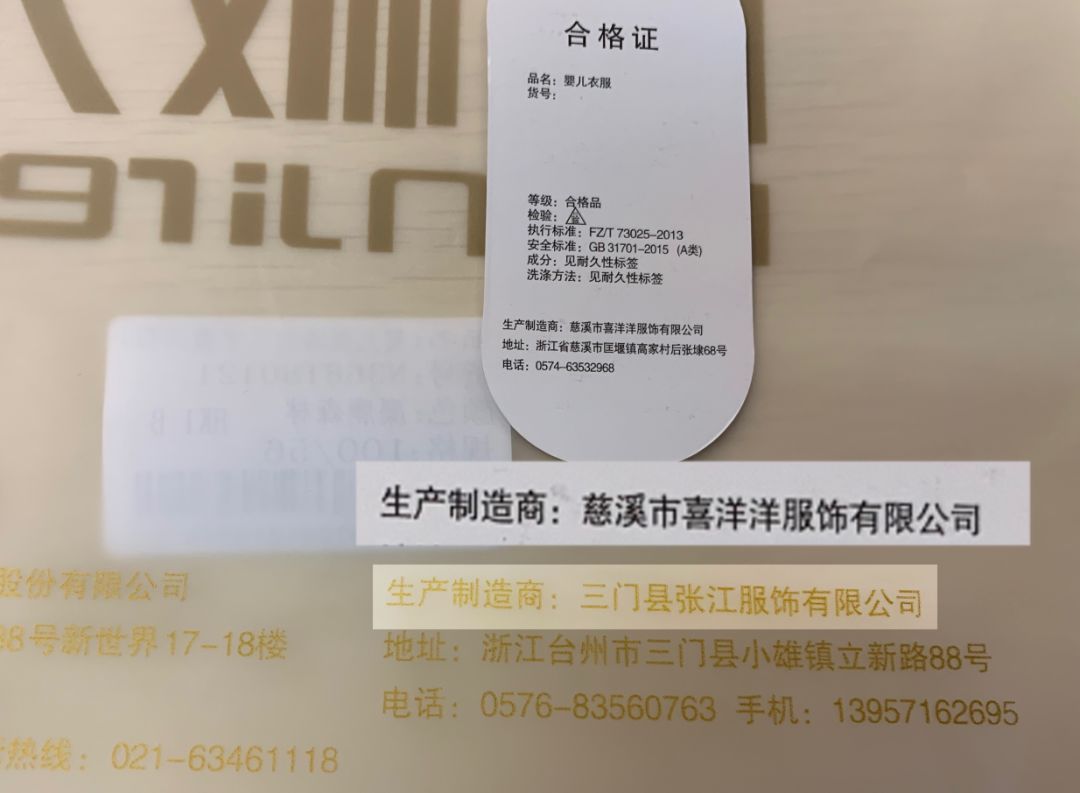 合格证
品名：婴儿衣服
货号：
等级：合格品
检验：
执行标准：FZ/T 73025-2013
安全标准：GB 31701-2015 (A类)
成分：见耐久性标签
洗涤方法：见耐久性标签
生产制造商：慈溪市喜洋洋服饰有限公司
地址：浙江省慈溪市匡堰镇高家村后张埭68号
电话：0574-63532968
规格:100/56
生产制造商：慈溪市喜洋洋服饰有限公司
股份有限公司
生产制造商：三门县张江服饰有限公司
88号新世界17-18楼
地址：浙江台州市三门县小雄镇立新路88号
电话：0576-83560763 手机：13957162695
热线：021-63461118